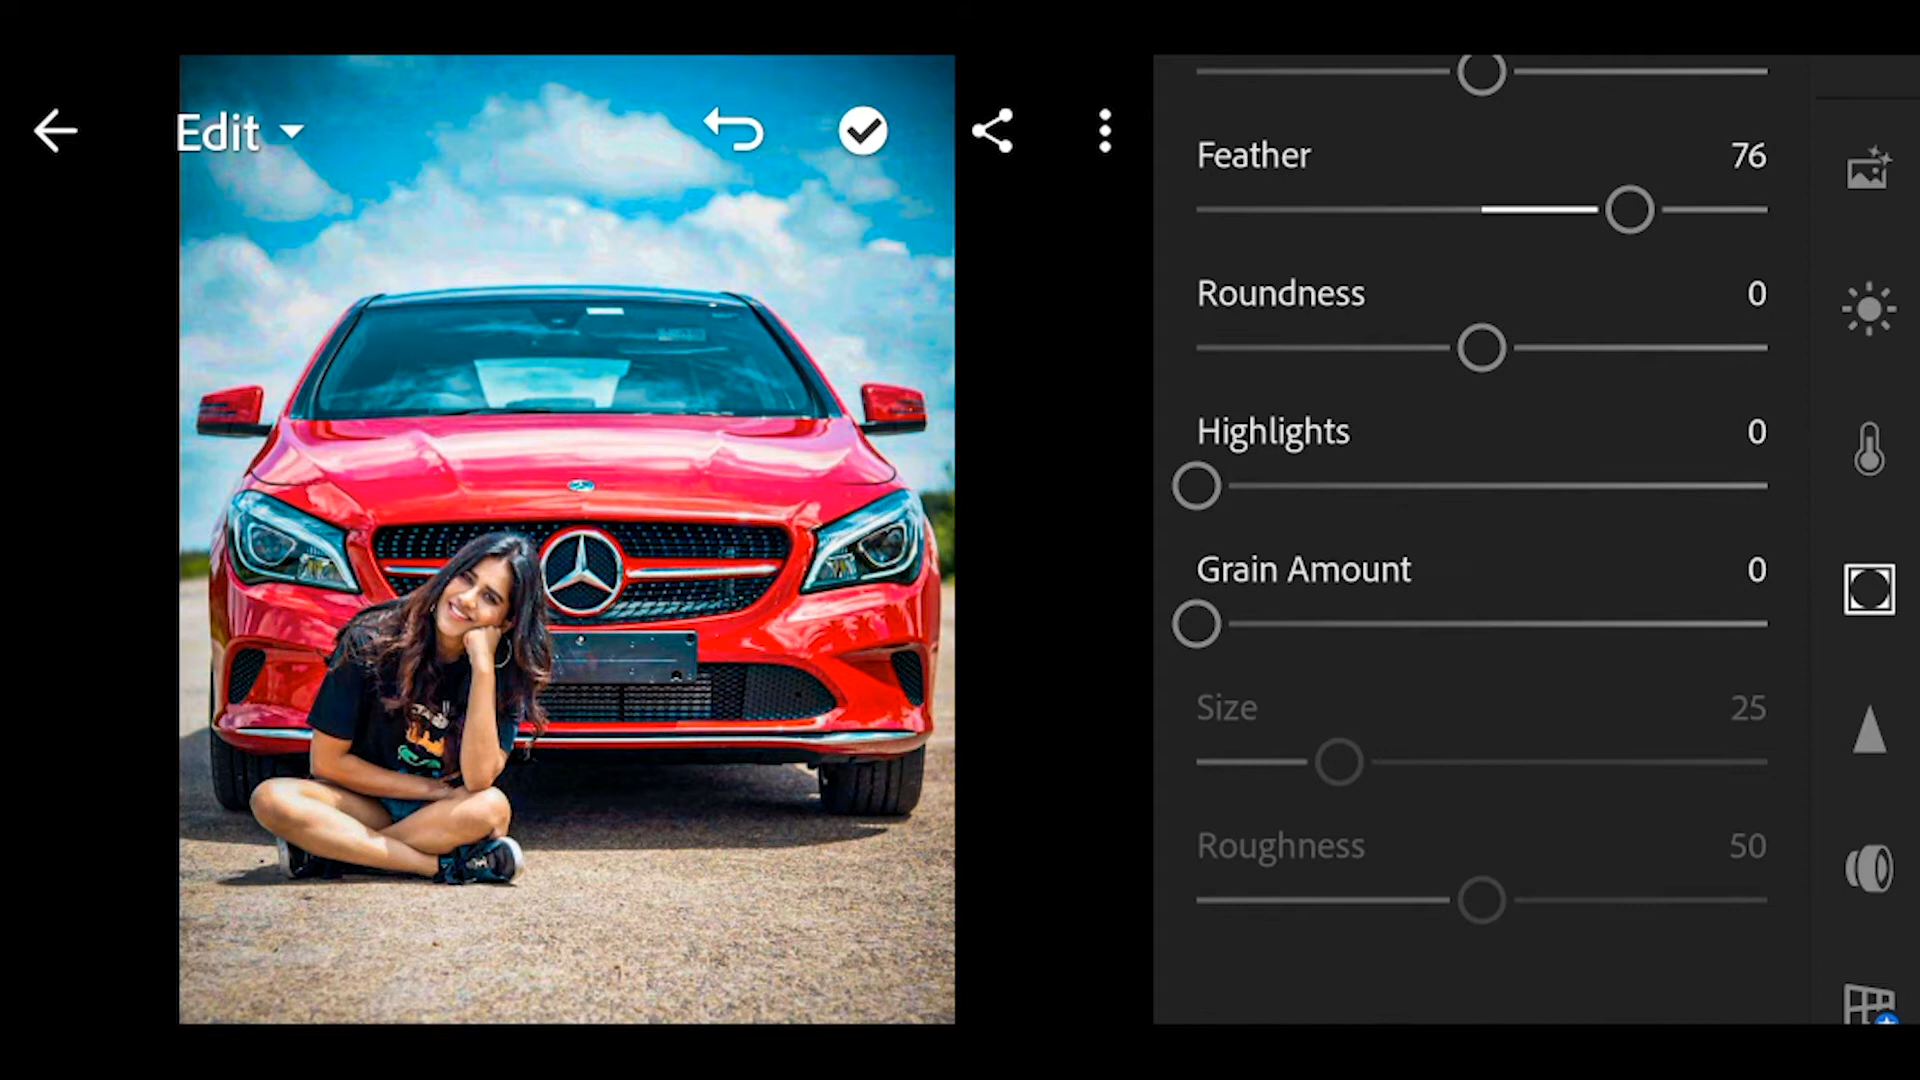 Edit
Feather 76
Roundness 0
Highlights 0
Grain Amount 0
Size 25
Roughness 50